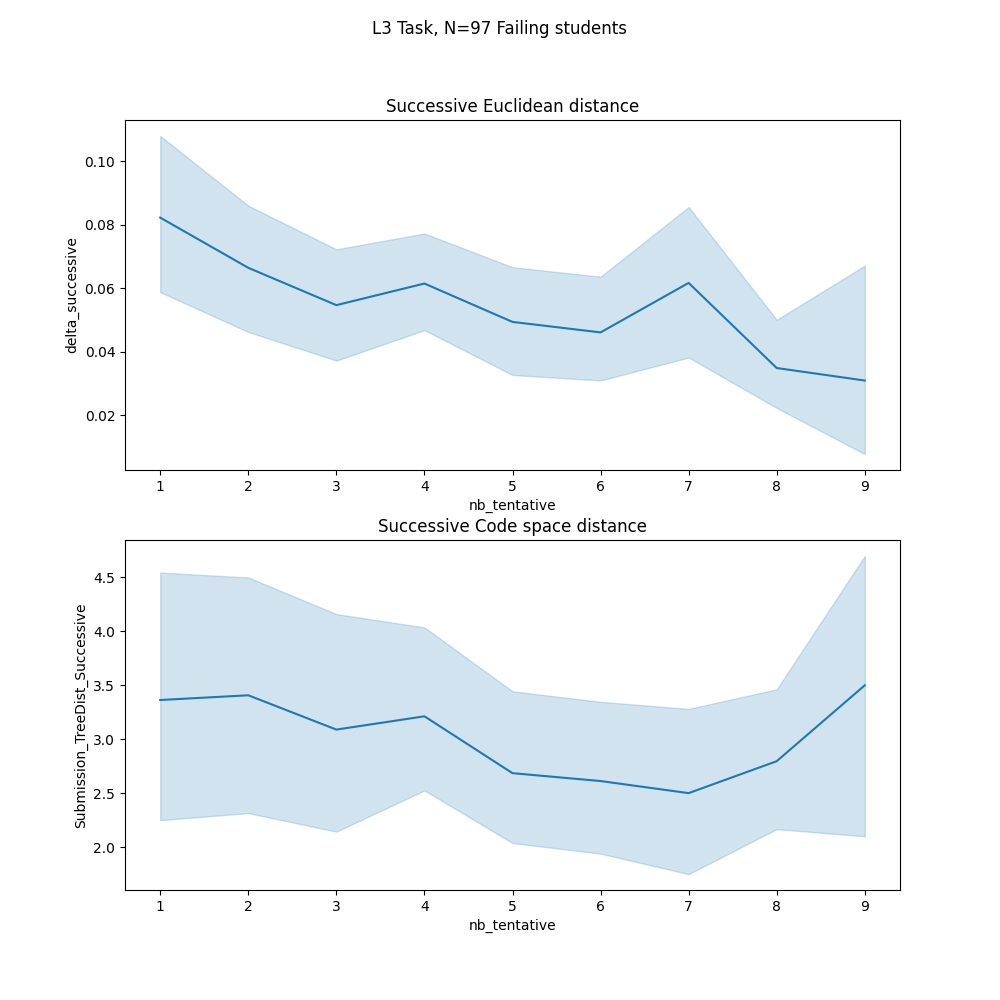 L3 Task, N=97 Failing students
Successive Euclidean distance
delta_successive
0.10
0.08
0.06
0.04
0.02
1 2 3 4 5 6 7 8 9
nb_tentative
Successive Code space distance
Submission_TreeDist_Successive
4.5
4.0
3.5
3.0
2.5
2.0
1 2 3 4 5 6 7 8 9
nb_tentative